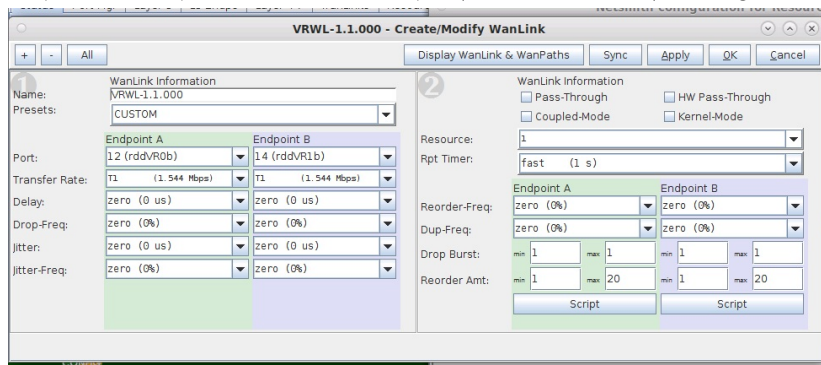 VRWL-1.1.000 - Create/Modify WanLink
+ - All Display WanLink & WanPaths Sync Apply OK Cancel
1
WanLink Information
Name: VRWL-1.1.000
Presets: CUSTOM
Endpoint A Endpoint B
Port: 12 (rddVR0b) 14 (rddVR1b)
Transfer Rate: T1 (1.544 Mbps) T1 (1.544 Mbps)
Delay: zero (0 us) zero (0 us)
Drop-Freq: zero (0%) zero (0%)
Jitter: zero (0 us) zero (0 us)
Jitter-Freq: zero (0%) zero (0%)
2
WanLink Information
Pass-Through HW Pass-Through
Coupled-Mode Kernel-Mode
Resource: 1
Rpt Timer: fast (1 s)
Endpoint A Endpoint B
Reorder-Freq: zero (0%) zero (0%)
Dup-Freq: zero (0%) zero (0%)
Drop Burst: min 1 max 1 min 1 max 1
Reorder Amt: min 1 max 20 min 1 max 20
Script Script